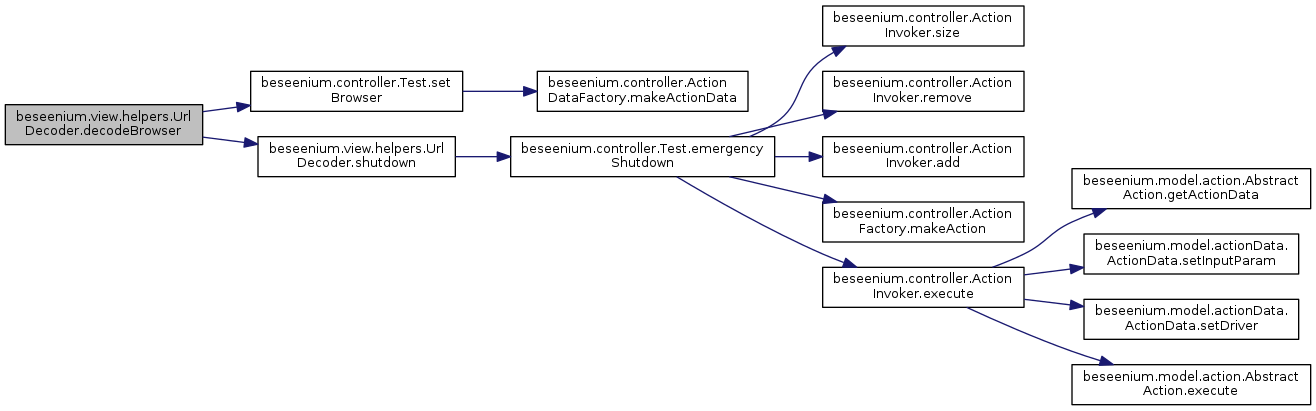 beseenium.view.helpers.Url
Decoder.decodeBrowser
beseenium.controller.Test.set
Browser
beseenium.view.helpers.Url
Decoder.shutdown
beseenium.controller.Action
DataFactory.makeActionData
beseenium.controller.Test.emergency
Shutdown
beseenium.controller.Action
Invoker.size
beseenium.controller.Action
Invoker.remove
beseenium.controller.Action
Invoker.add
beseenium.controller.Action
Factory.makeAction
beseenium.controller.Action
Invoker.execute
beseenium.model.action.Abstract
Action.getActionData
beseenium.model.actionData.
ActionData.setInputParam
beseenium.model.actionData.
ActionData.setDriver
beseenium.model.action.Abstract
Action.execute